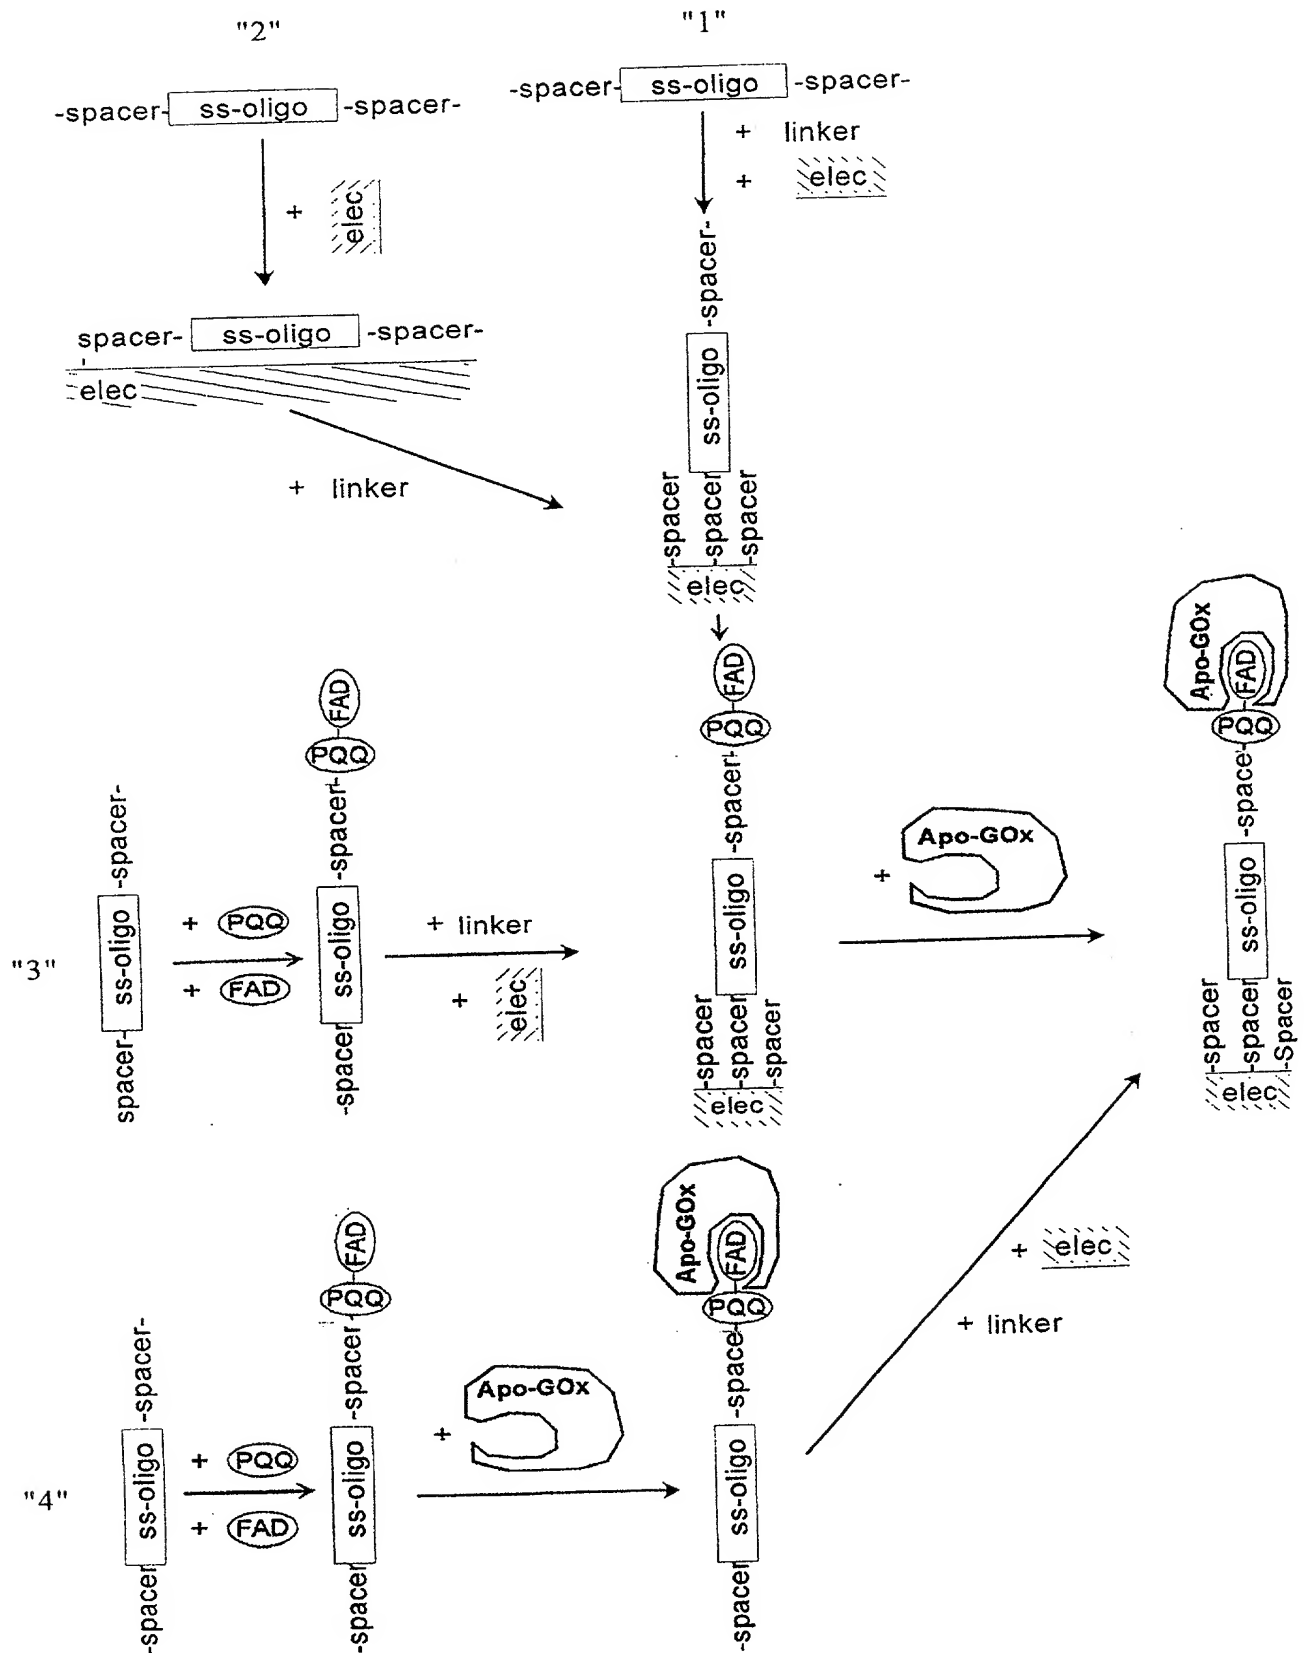 "2"
"1"
-spacer- ss-oligo -spacer-
-spacer- ss-oligo -spacer-
+ linker
+ elec
+ elec
-spacer-
ss-oligo
spacer- ss-oligo -spacer-
elec
+ linker
-spacer
-spacer
-spacer
elec
FAD
PQQ
-spacer-
ss-oligo
-spacer
-spacer
-spacer
elec
+ Apo-GOx
Apo-GOx
FAD
PQQ
-space
ss-oligo
-spacer
-spacer
-Spacer
elec
"3"
-spacer-
ss-oligo
spacer-
+ PQQ
+ FAD
FAD
PQQ
-spacer-
ss-oligo
-spacer
+ linker
+ elec
"4"
-spacer-
ss-oligo
-spacer
+ PQQ
+ FAD
FAD
PQQ
-spacer-
ss-oligo
-spacer
+ Apo-GOx
Apo-GOx
FAD
PQQ
-space
ss-oligo
-spacer
+ elec
+ linker